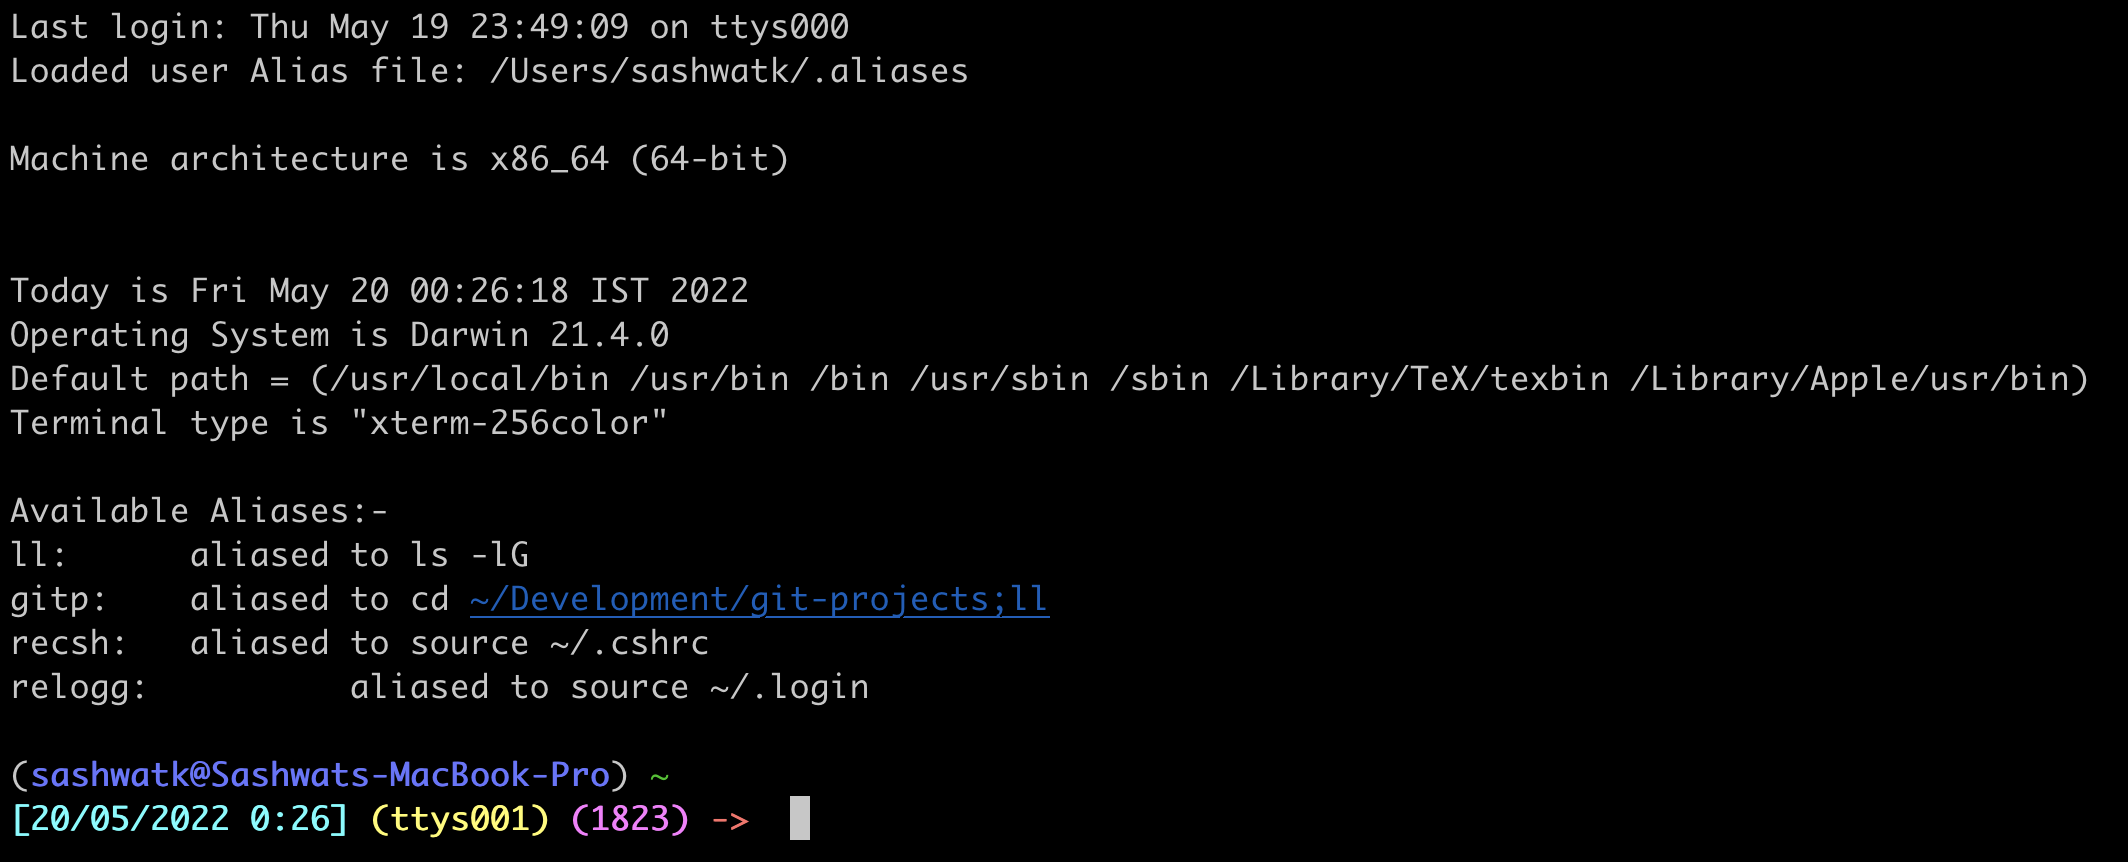 Last login: Thu May 19 23:49:09 on ttys000
Loaded user Alias file: /Users/sashwatk/.aliases
Machine architecture is x86_64 (64-bit)
Today is Fri May 20 00:26:18 IST 2022
Operating System is Darwin 21.4.0
Default path = (/usr/local/bin /usr/bin /bin /usr/sbin /sbin /Library/TeX/texbin /Library/Apple/usr/bin)
Terminal type is "xterm-256color"
Available Aliases:-
ll:      aliased to ls -lG
gitp:    aliased to cd ~/Development/git-projects;ll
recsh:   aliased to source ~/.cshrc
relogg:          aliased to source ~/.login
(sashwatk@Sashwats-MacBook-Pro) ~
[20/05/2022 0:26] (ttys001) (1823) ->